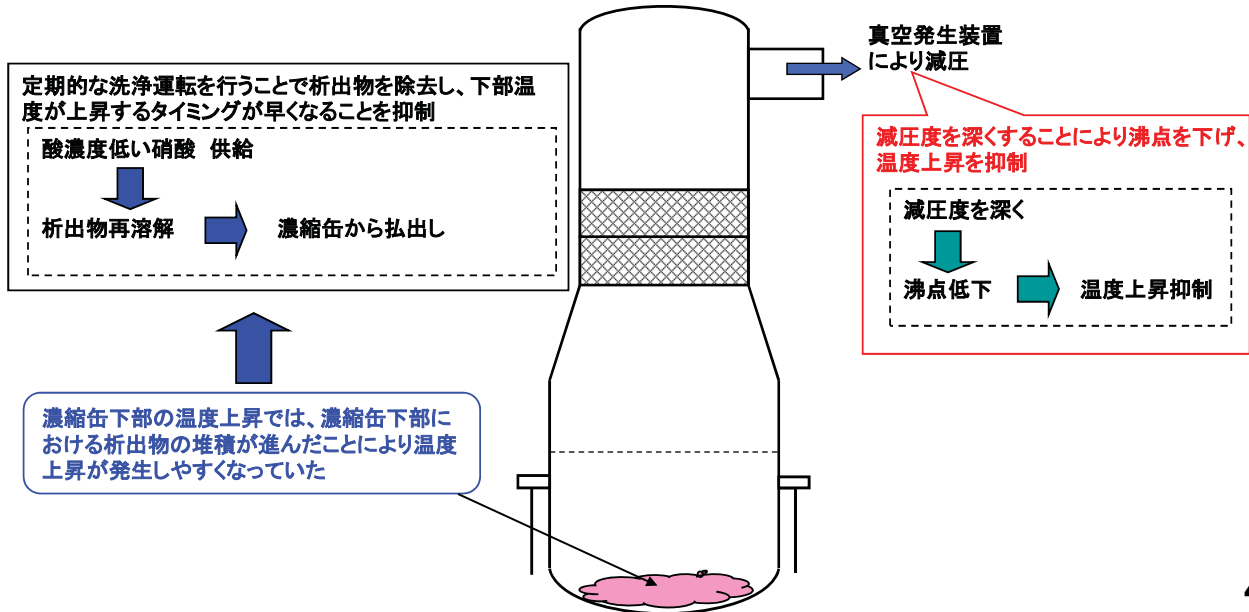 定期的な洗浄運転を行うことで析出物を除去し、下部温
度が上昇するタイミングが早くなることを抑制
酸濃度低い硝酸 供給
析出物再溶解
濃縮缶から払出し
濃縮缶下部の温度上昇では、濃縮缶下部に
おける析出物の堆積が進んだことにより温度
上昇が発生しやすくなっていた
真空発生装置
により減圧
減圧度を深くすることにより沸点を下げ、
温度上昇を抑制
減圧度を深く
沸点低下
温度上昇抑制